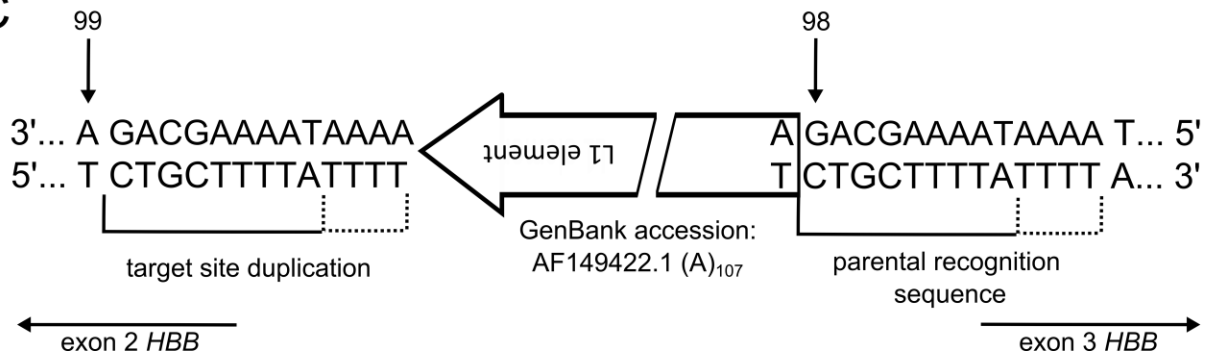 C
99
98
3'... A GACGAAAATAAAA A GACGAAAATAAAA T... 5'
5'... T CTGCTTTTATTTT T CTGCTTTTATTTT A... 3'
L1 element
GenBank accession:
AF149422.1 (A)107
target site duplication
parental recognition
sequence
exon 2 HBB
exon 3 HBB